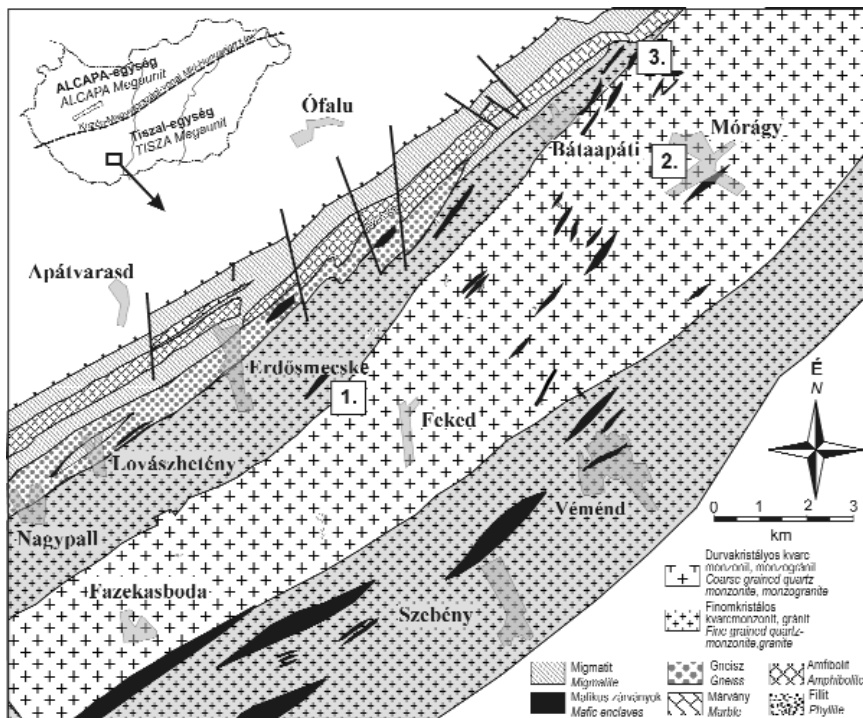 ALCAPA-egység
ALCAPA Megaunit
Tiszai-egység
TISZA Megaunit
Ófalu
3.
Mórágy
Bátaapáti
2.
Apátvarasd
Erdősmecske
1.
Feked
É
N
Lovászhetény
Véménd
0 1 2 3
km
Nagypall
Fazekasboda
Szebény
Durvakristályos kvarc
monzonit, monzogránit
Coarse grained quartz
monzonite, monzogranite
Finomkristályos
kvarcmonzonit, gránit
Fine grained quartz-
monzonite, granite
Migmatit
Migmatite
Gneisz
Gneiss
Amfibolit
Amphibolite
Mafikus zárványok
Mafic enclaves
Márvány
Marble
Fillit
Phyllite